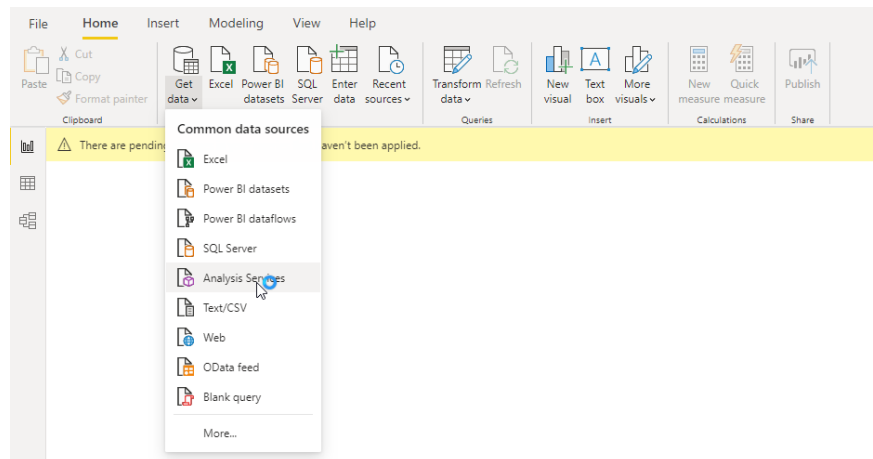 File Home Insert Modeling View Help
Paste
Cut
Copy
Format painter
Clipboard
Get data
Excel
Power BI datasets
SQL Server
Enter data
Recent sources
Transform data
Refresh
Queries
New visual
Text box
More visuals
Insert
New measure
Quick measure
Calculations
Publish
Share
There are pending
aven't been applied.
Common data sources
Excel
Power BI datasets
Power BI dataflows
SQL Server
Analysis Services
Text/CSV
Web
OData feed
Blank query
More...